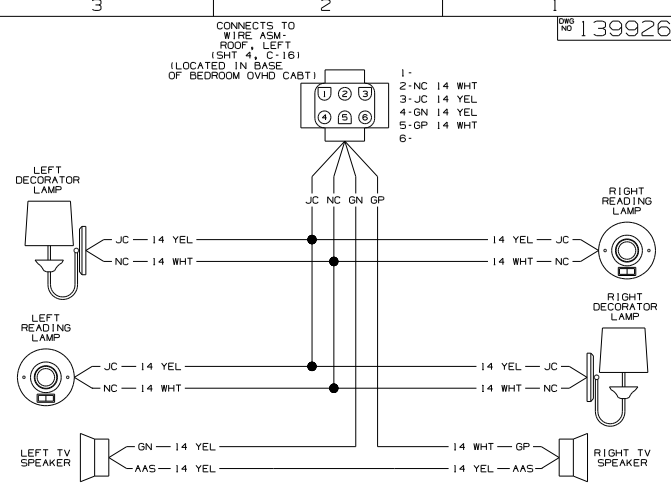 3 2 1
DWG NO 139926
CONNECTS TO
WIRE ASM-
ROOF, LEFT
(SHT 4, C-16)
(LOCATED IN BASE
OF BEDROOM OVHD CABT)
1 2 3
4 5 6
1-
2-NC 14 WHT
3-JC 14 YEL
4-GN 14 YEL
5-GP 14 WHT
6-
LEFT
DECORATOR
LAMP
RIGHT
READING
LAMP
JC NC GN GP
JC 14 YEL
14 YEL JC
NC 14 WHT
14 WHT NC
LEFT
READING
LAMP
RIGHT
DECORATOR
LAMP
JC 14 YEL
14 YEL JC
NC 14 WHT
14 WHT NC
LEFT TV
SPEAKER
GN 14 YEL
AAS 14 YEL
14 WHT GP
14 YEL AAS
RIGHT TV
SPEAKER